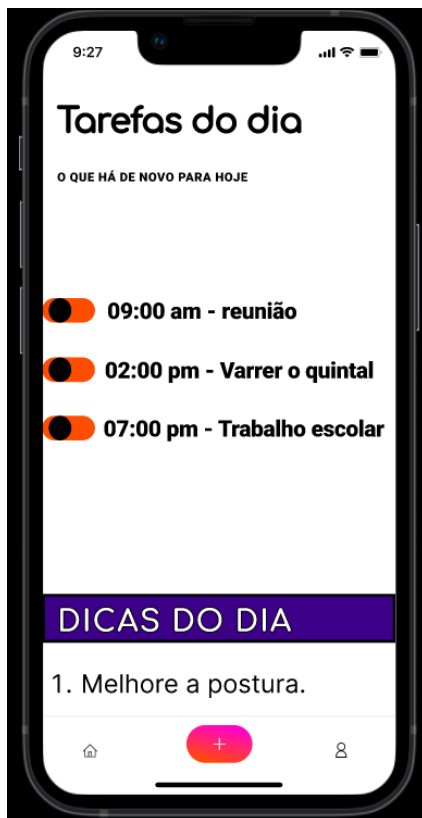 9:27
Tarefas do dia
O QUE HÁ DE NOVO PARA HOJE
09:00 am - reunião
02:00 pm - Varrer o quintal
07:00 pm - Trabalho escolar
DICAS DO DIA
1. Melhore a postura.
+